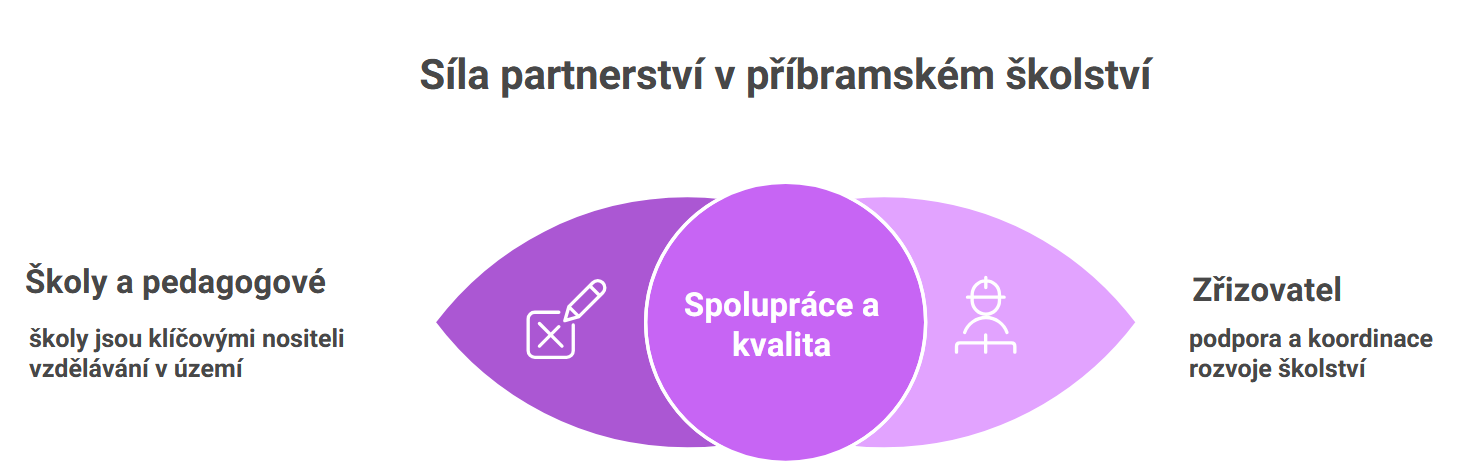 Síla partnerství v příbramském školství
Školy a pedagogové
školy jsou klíčovými nositeli
vzdělávání v území
Spolupráce a
kvalita
Zřizovatel
podpora a koordinace
rozvoje školství